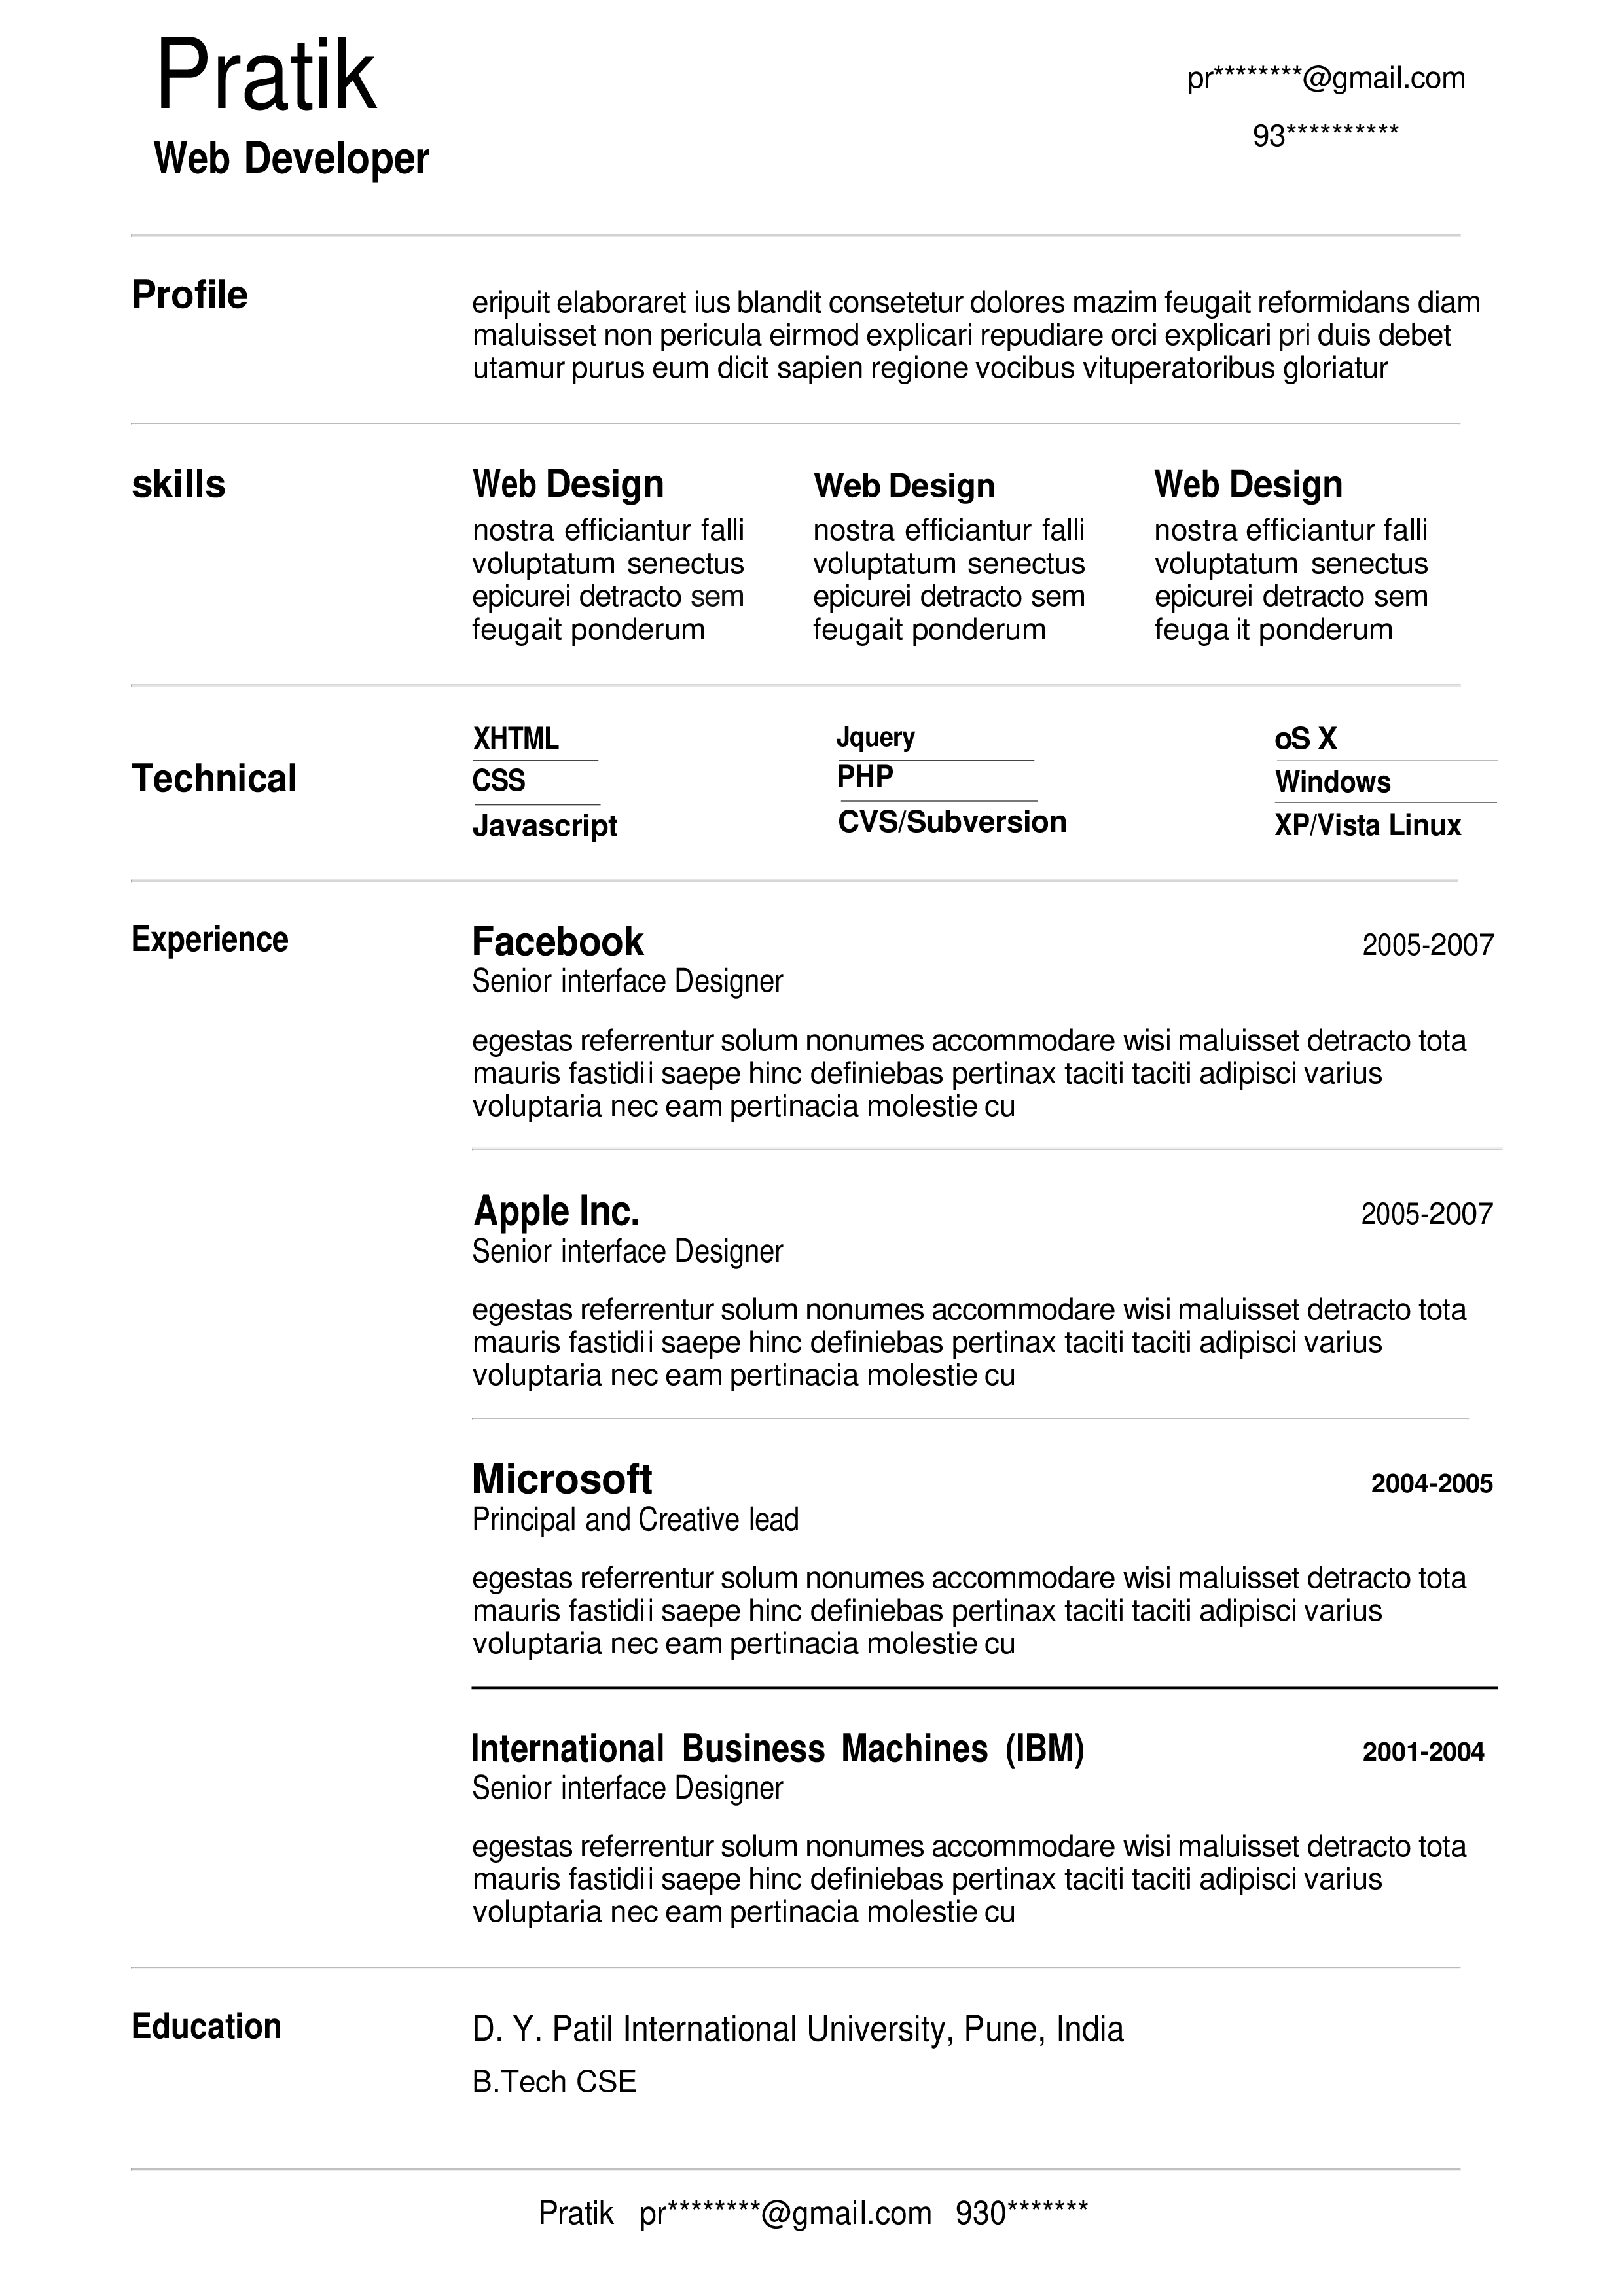 Pratik
Web Developer
pr********@gmail.com
93**********
Profile
eripuit elaboraret ius blandit consetetur dolores mazim feugait reformidans diam
maluisset non pericula eirmod explicari repudiare orci explicari pri duis debet
utamur purus eum dicit sapien regione vocibus vituperatoribus gloriatur
skills
Web Design
nostra efficiantur falli
voluptatum senectus
epicurei detracto sem
feugait ponderum
Web Design
nostra efficiantur falli
voluptatum senectus
epicurei detracto sem
feugait ponderum
Web Design
nostra efficiantur falli
voluptatum senectus
epicurei detracto sem
feuga it ponderum
Technical
XHTML
CSS
Javascript
Jquery
PHP
CVS/Subversion
oS X
Windows
XP/Vista Linux
Experience
Facebook 2005-2007
Senior interface Designer
egestas referrentur solum nonumes accommodare wisi maluisset detracto tota
mauris fastidii saepe hinc definiebas pertinax taciti taciti adipisci varius
voluptaria nec eam pertinacia molestie cu
Apple Inc. 2005-2007
Senior interface Designer
egestas referrentur solum nonumes accommodare wisi maluisset detracto tota
mauris fastidii saepe hinc definiebas pertinax taciti taciti adipisci varius
voluptaria nec eam pertinacia molestie cu
Microsoft 2004-2005
Principal and Creative lead
egestas referrentur solum nonumes accommodare wisi maluisset detracto tota
mauris fastidii saepe hinc definiebas pertinax taciti taciti adipisci varius
voluptaria nec eam pertinacia molestie cu
International Business Machines (IBM) 2001-2004
Senior interface Designer
egestas referrentur solum nonumes accommodare wisi maluisset detracto tota
mauris fastidii saepe hinc definiebas pertinax taciti taciti adipisci varius
voluptaria nec eam pertinacia molestie cu
Education
D. Y. Patil International University, Pune, India
B.Tech CSE
Pratik pr********@gmail.com 930*******